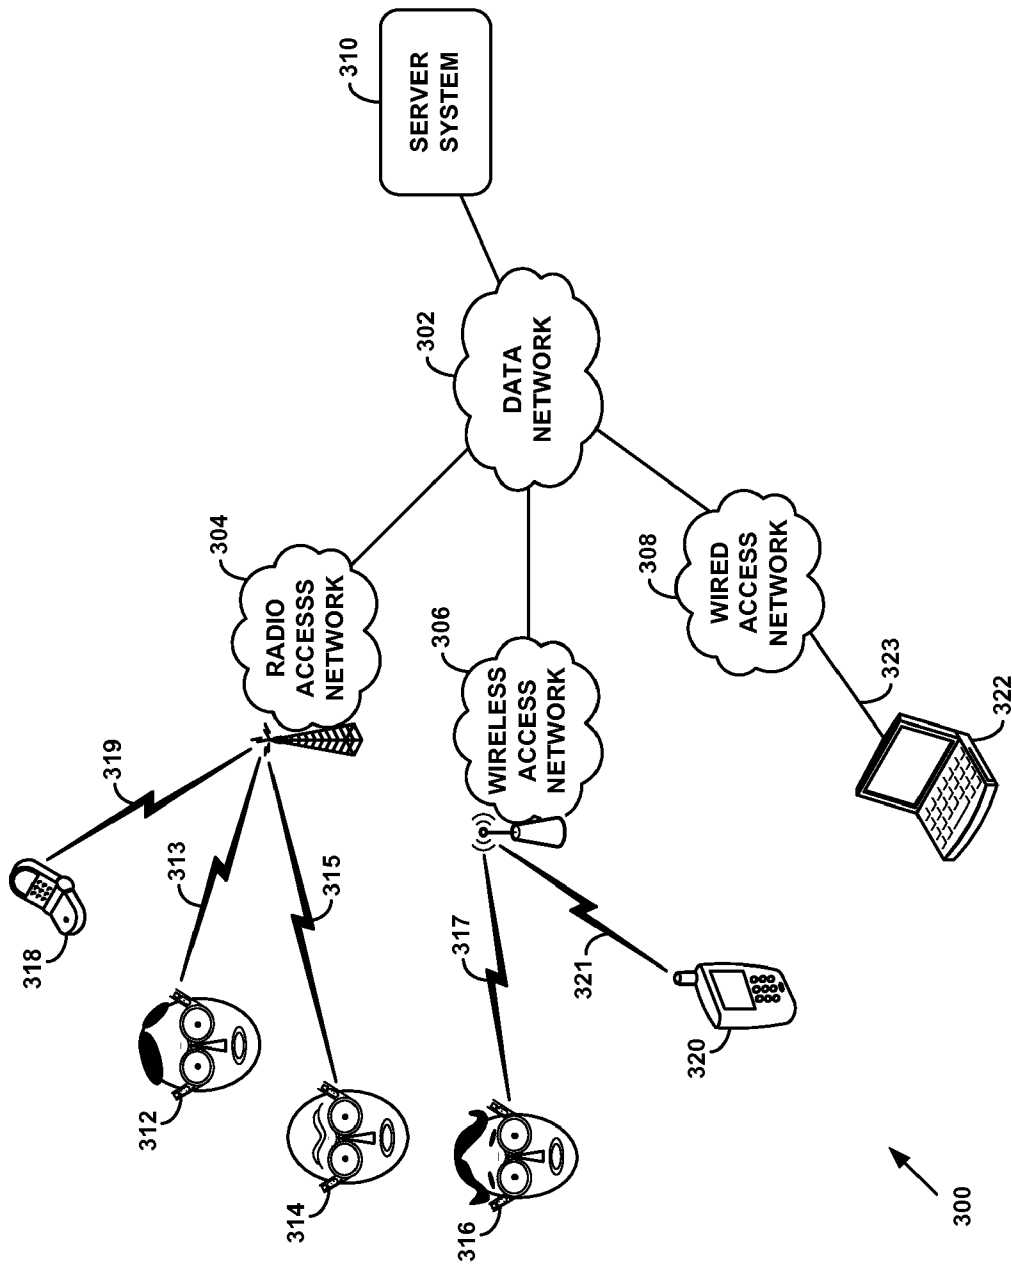 310
SERVER
SYSTEM
302
DATA
NETWORK
304
RADIO
ACCESSS
NETWORK
306
WIRELESS
ACCESS
NETWORK
308
WIRED
ACCESS
NETWORK
319
313
315
317
321
323
318
312
314
316
320
322
300